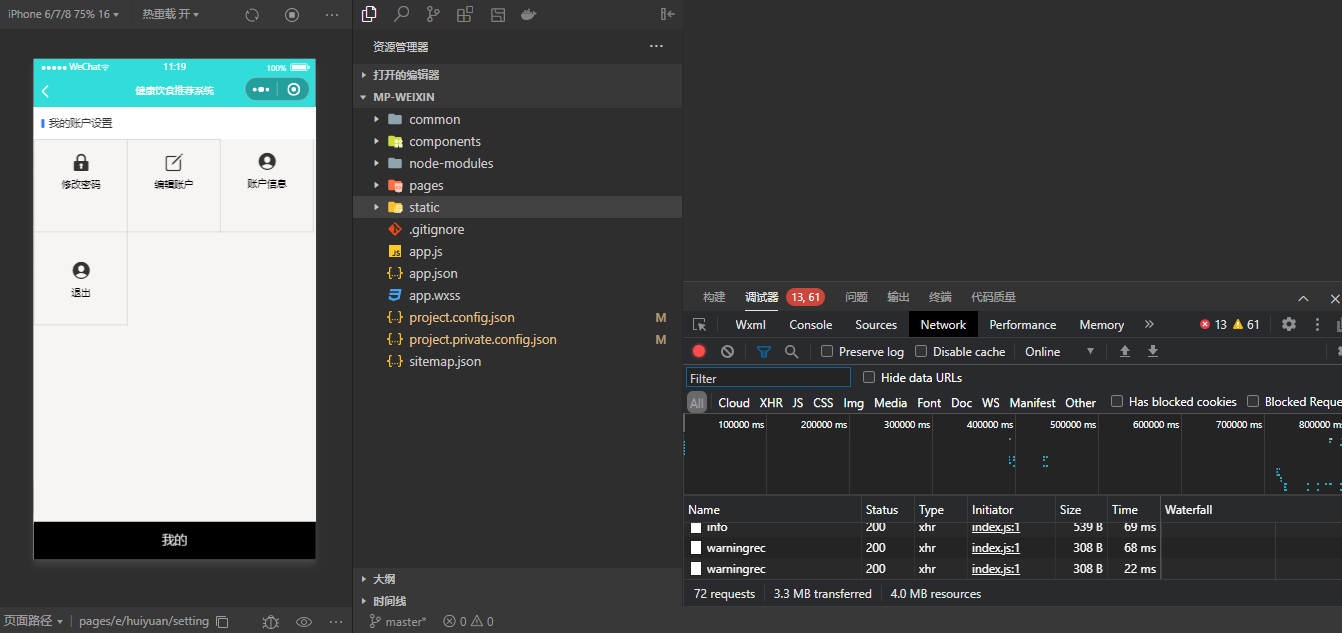 iPhone 6/7/8 75% 16 热重载 开
WeChat 11:19 100%
健康饮食推荐系统
我的账户设置
修改密码 编辑账户 账户信息
退出
我的
页面路径 pages/e/huiyuan/setting
资源管理器
打开的编辑器
MP-WEIXIN
common
components
node-modules
pages
static
.gitignore
app.js
app.json
app.wxss
project.config.json M
project.private.config.json M
sitemap.json
大纲
时间线
master* 0 0
构建 调试器 13, 61 问题 输出 终端 代码质量
Wxml Console Sources Network Performance Memory 13 61
Preserve log Disable cache Online
Filter Hide data URLs
All Cloud XHR JS CSS Img Media Font Doc WS Manifest Other Has blocked cookies Blocked Reque
100000 ms 200000 ms 300000 ms 400000 ms 500000 ms 600000 ms 700000 ms 800000 ms
Name Status Type Initiator Size Time Waterfall
info 200 xhr index.js:1 539 B 69 ms
warningrec 200 xhr index.js:1 308 B 68 ms
warningrec 200 xhr index.js:1 308 B 22 ms
72 requests 3.3 MB transferred 4.0 MB resources